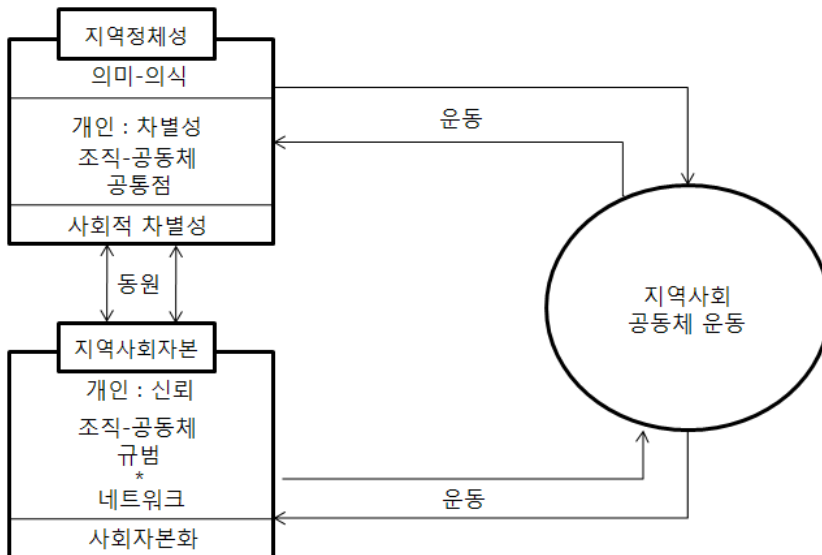 지역정체성
의미-의식
개인 : 차별성
조직-공동체
공통점
사회적 차별성
운동
동원
지역사회
공동체 운동
지역사회자본
개인 : 신뢰
조직-공동체
규범
*
네트워크
사회자본화
운동